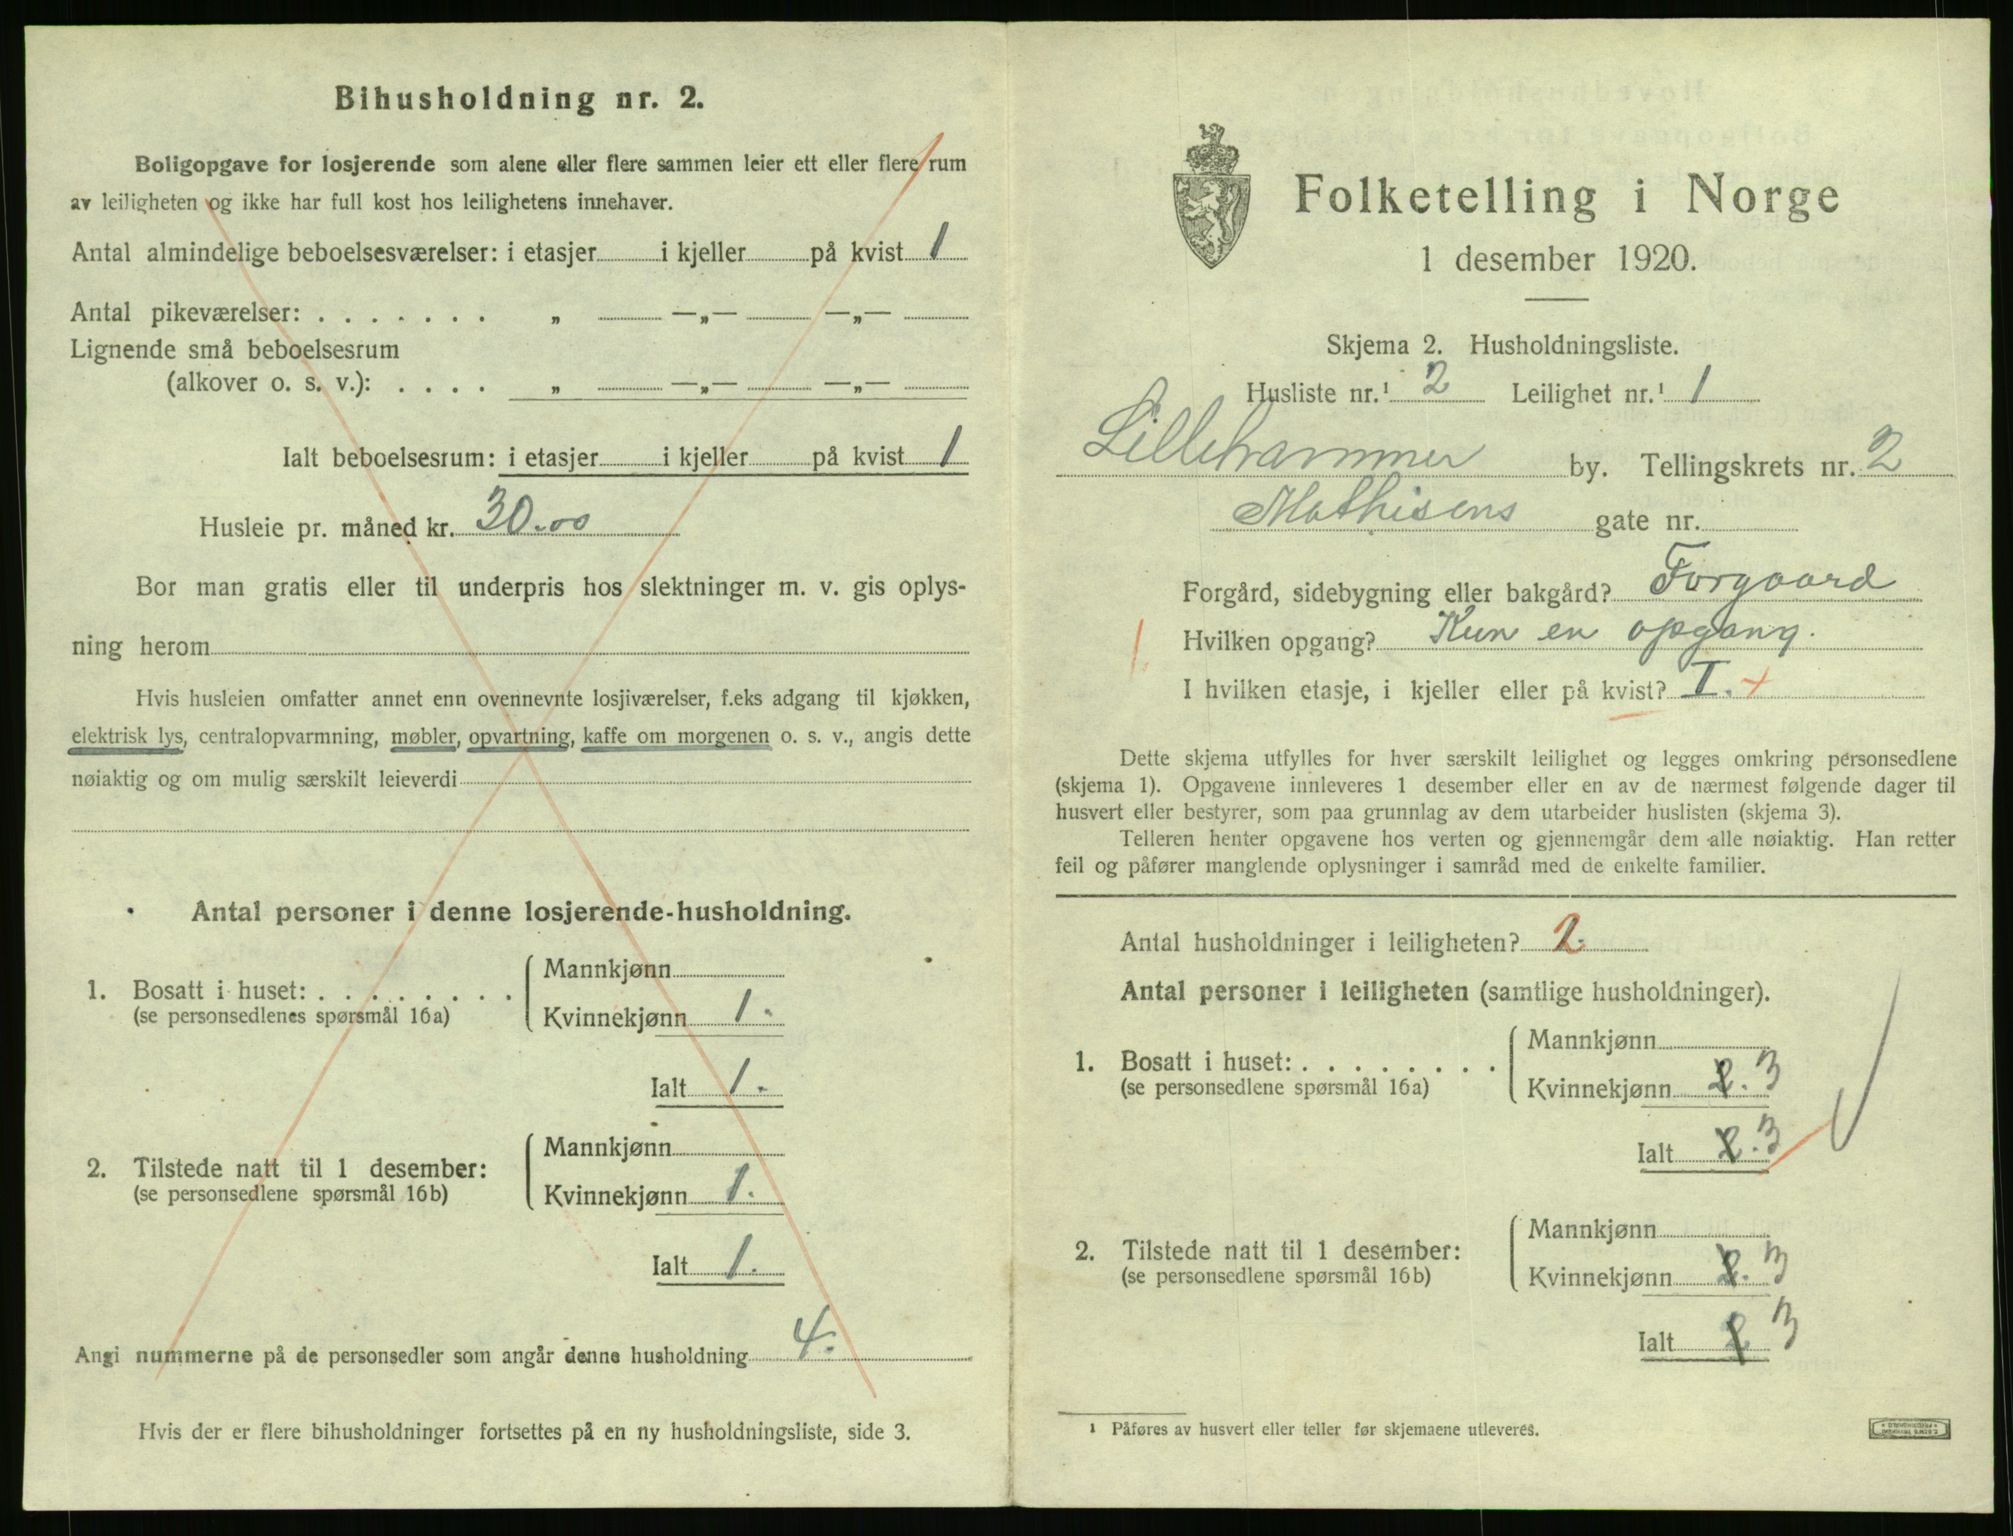 Bihusholdning nr. 2.
Boligopgave for losjerende som alene eller flere sammen leier ett eller flere rum
av leiligheten og ikke har full kost hos leilighetens innehaver.
Antal almindelige beboelsesværelser: i etasjer i kjeller på kvist 1
Antal pikeværelser: . . . . . . . „ —„— —„—
Lignende små beboelsesrum
(alkover o. s. v.): . . . . „ —„— —„—
Ialt beboelsesrum: i etasjer i kjeller på kvist 1
Husleie pr. måned kr. 30.00
Bor man gratis eller til underpris hos slektninger m. v. gis oplys-
ning herom
Hvis husleien omfatter annet enn ovennevnte losjiværelser, f.eks adgang til kjøkken,
elektrisk lys, centralopvarmning, møbler, opvartning, kaffe om morgenen o. s. v., angis dette
nøiaktig og om mulig særskilt leieverdi
Antal personer i denne losjerende-husholdning.
Mannkjønn
1. Bosatt i huset: . . . . . . . .
(se personsedlenes spørsmål 16a)
Kvinnekjønn 1.
Ialt 1.
Mannkjønn
2. Tilstede natt til 1 desember:
(se personsedlene spørsmål 16b)
Kvinnekjønn 1.
Ialt 1.
Angi nummerne på de personsedler som angår denne husholdning 4.
Hvis der er flere bihusholdninger fortsettes på en ny husholdningsliste, side 3.
Folketelling i Norge
1 desember 1920.
Skjema 2. Husholdningsliste.
Husliste nr.¹ 2 Leilighet nr.¹ 1
Lillehammer by. Tellingskrets nr. 2
Mathisens gate nr.
Forgård, sidebygning eller bakgård? Forgaard
1. Hvilken opgang? Kun en opgang.
I hvilken etasje, i kjeller eller på kvist? I. +
Dette skjema utfylles for hver særskilt leilighet og legges omkring personsedlene
(skjema 1). Opgavene innleveres 1 desember eller en av de nærmest følgende dager til
husvert eller bestyrer, som paa grunnlag av dem utarbeider huslisten (skjema 3).
Telleren henter opgavene hos verten og gjennemgår dem alle nøiaktig. Han retter
feil og påfører manglende oplysninger i samråd med de enkelte familier.
Antal husholdninger i leiligheten? 2.
Antal personer i leiligheten (samtlige husholdninger).
Mannkjønn
1. Bosatt i huset: . . . . . . . .
(se personsedlene spørsmål 16a)
Kvinnekjønn 2. 3
Ialt 2. 3
Mannkjønn
2. Tilstede natt til 1 desember:
(se personsedlene spørsmål 16b)
Kvinnekjønn 2. 3
Ialt 2 3
¹ Påføres av husvert eller teller før skjemaene utleveres.